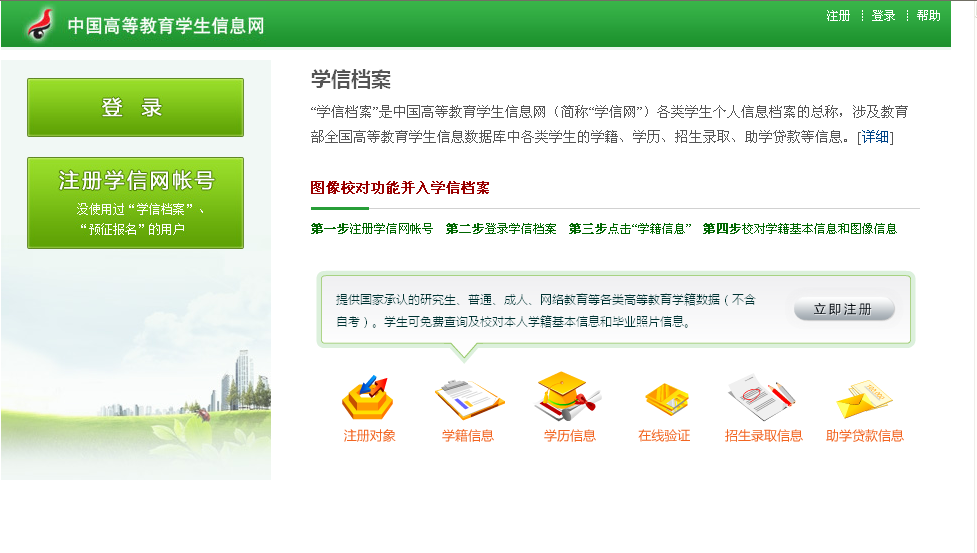 中国高等教育学生信息网
注册 ┊ 登录 ┊ 帮助
登 录
注册学信网帐号
没使用过“学信档案”、
“预征报名”的用户
学信档案
“学信档案”是中国高等教育学生信息网（简称“学信网”）各类学生个人信息档案的总称，涉及教育
部全国高等教育学生信息数据库中各类学生的学籍、学历、招生录取、助学贷款等信息。[详细]
图像校对功能并入学信档案
第一步注册学信网帐号 第二步登录学信档案 第三步点击“学籍信息” 第四步校对学籍基本信息和图像信息
提供国家承认的研究生、普通、成人、网络教育等各类高等教育学籍数据（不含
自考）。学生可免费查询及校对本人学籍基本信息和毕业照片信息。
立即注册
注册对象
学籍信息
学历信息
在线验证
招生录取信息
助学贷款信息